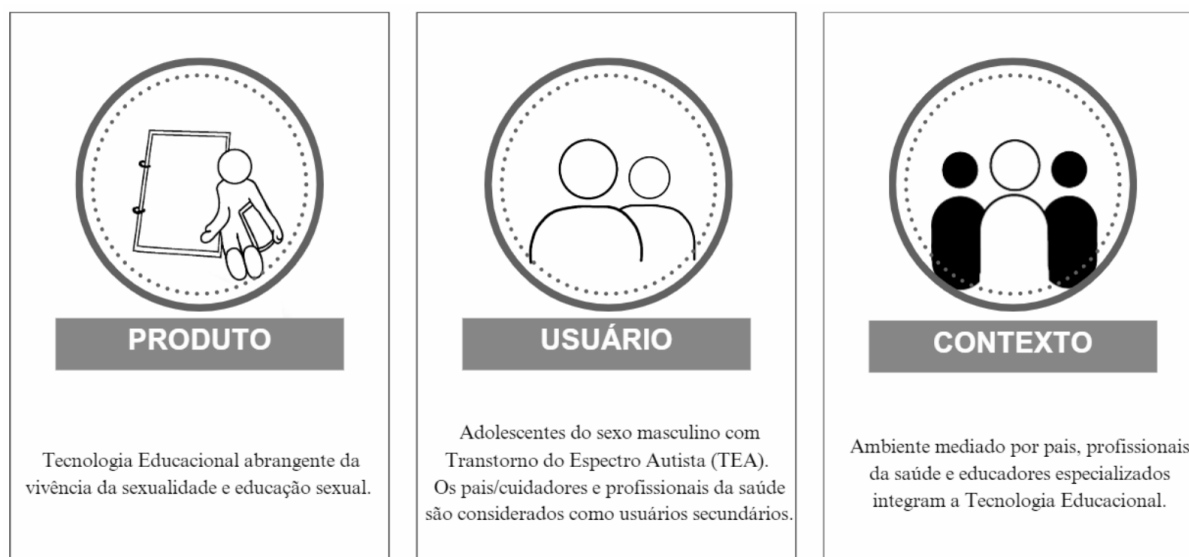 PRODUTO
Tecnologia Educacional abrangente da
vivência da sexualidade e educação sexual.
USUÁRIO
Adolescentes do sexo masculino com
Transtorno do Espectro Autista (TEA).
Os pais/cuidadores e profissionais da saúde
são considerados como usuários secundários.
CONTEXTO
Ambiente mediado por pais, profissionais
da saúde e educadores especializados
integram a Tecnologia Educacional.